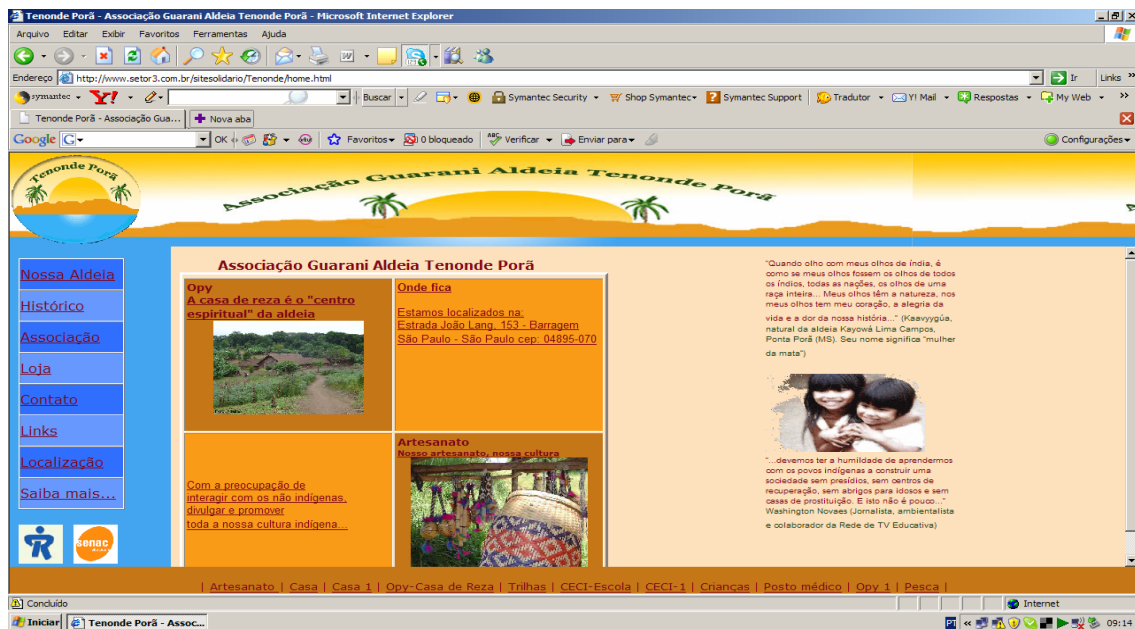 Tenonde Porã - Associação Guarani Aldeia Tenonde Porã - Microsoft Internet Explorer
Arquivo Editar Exibir Favoritos Ferramentas Ajuda
Endereço http://www.setor3.com.br/sitesolidario/Tenonde/home.html Ir Links »
symantec Y! Buscar Symantec Security Shop Symantec Symantec Support Tradutor Y! Mail Respostas My Web »
Tenonde Porã - Associação Gua... Nova aba
Google G OK Favoritos 0 bloqueado Verificar Enviar para Configurações
Tenonde Porã
Associação Guarani Aldeia Tenonde Porã
Nossa Aldeia
Histórico
Associação
Loja
Contato
Links
Localização
Saiba mais...
senac
Associação Guarani Aldeia Tenonde Porã
Opy
A casa de reza é o "centro
espiritual" da aldeia
Onde fica
Estamos localizados na:
Estrada João Lang, 153 - Barragem
São Paulo - São Paulo cep: 04895-070
Com a preocupação de
interagir com os não indígenas,
divulgar e promover
toda a nossa cultura indígena...
Artesanato
Nosso artesanato, nossa cultura
"Quando olho com meus olhos de índia, é
como se meus olhos fossem os olhos de todos
os índios, todas as nações, os olhos de uma
raça inteira... Meus olhos têm a natureza, nos
meus olhos tem meu coração, a alegria da
vida e a dor da nossa história..." (Kaavyygúa,
natural da aldeia Kayowá Lima Campos,
Ponta Porã (MS). Seu nome significa "mulher
da mata")
"...devemos ter a humildade de aprendermos
com os povos indígenas a construir uma
sociedade sem presídios, sem centros de
recuperação, sem abrigos para idosos e sem
casas de prostituição. E isto não é pouco..."
Washington Novaes (Jornalista, ambientalista
e colaborador da Rede de TV Educativa)
| Artesanato | Casa | Casa 1 | Opy-Casa de Reza | Trilhas | CECI-Escola | CECI-1 | Crianças | Posto médico | Opy 1 | Pesca |
Concluído Internet
Iniciar Tenonde Porã - Assoc... PT « 09:14